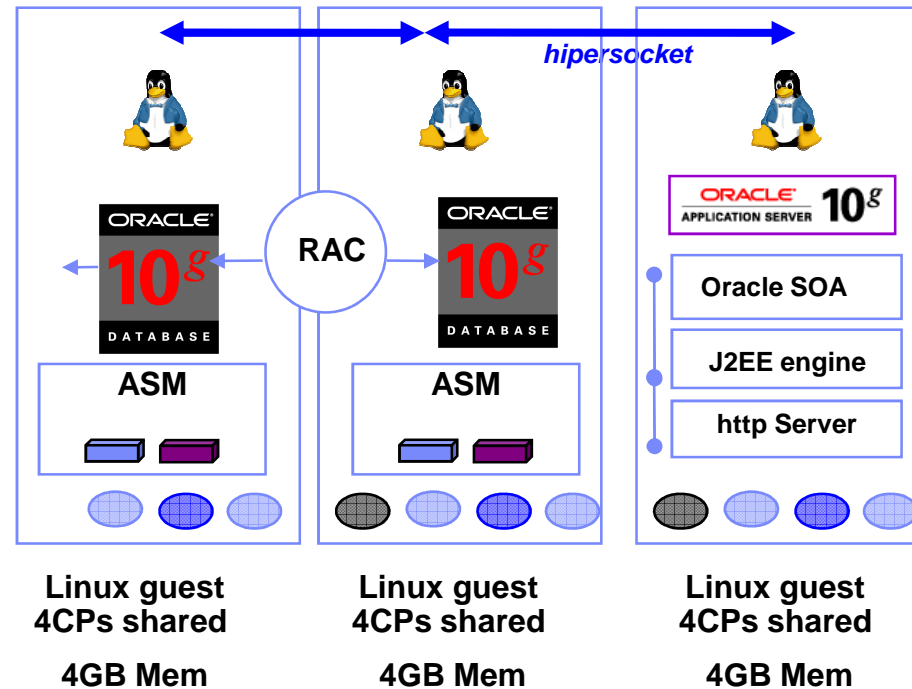 hipersocket
ORACLE
10g
DATABASE
ASM
Linux guest
4CPs shared
4GB Mem
RAC
ORACLE
10g
DATABASE
ASM
Linux guest
4CPs shared
4GB Mem
ORACLE
APPLICATION SERVER 10g
Oracle SOA
J2EE engine
http Server
Linux guest
4CPs shared
4GB Mem